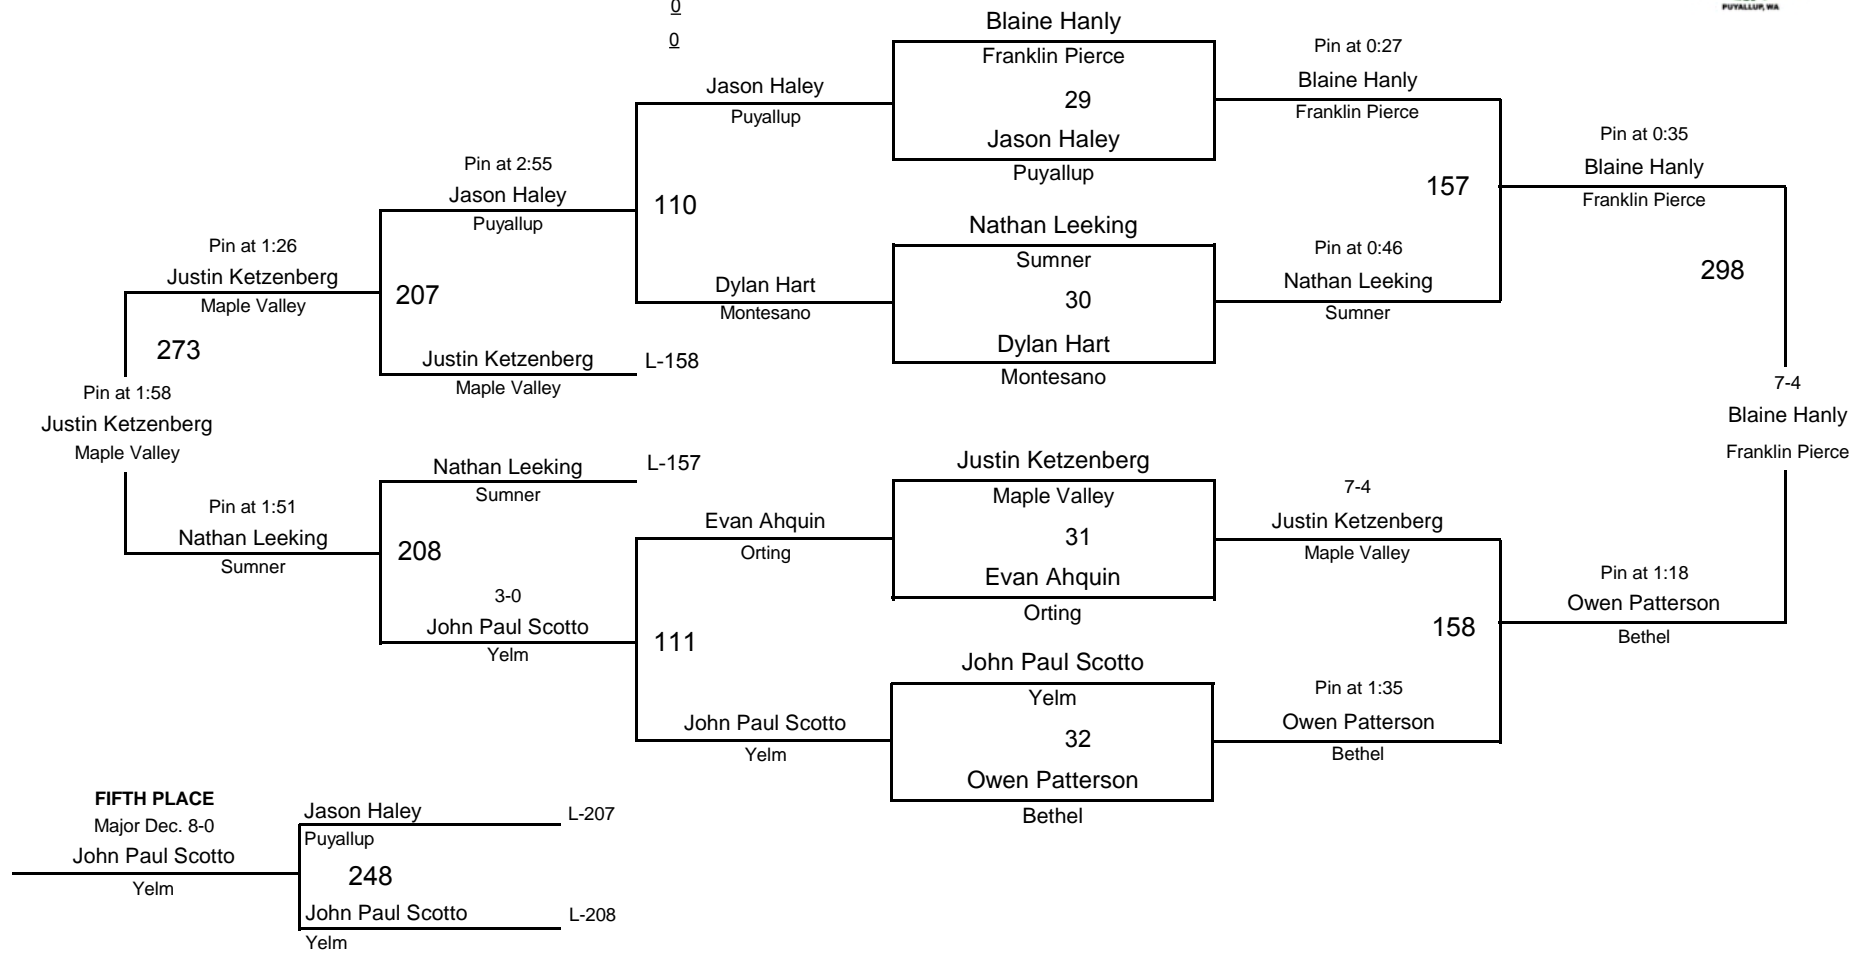 0
PUYALLUP, WA
0
Blaine Hanly
Franklin Pierce
29
Jason Haley
Puyallup
Pin at 0:27
Blaine Hanly
Franklin Pierce
Jason Haley
Puyallup
Pin at 0:35
Blaine Hanly
Franklin Pierce
157
Pin at 2:55
Jason Haley
Puyallup
110
Nathan Leeking
Sumner
30
Dylan Hart
Montesano
Pin at 0:46
Nathan Leeking
Sumner
298
Pin at 1:26
Justin Ketzenberg
Maple Valley
207
Dylan Hart
Montesano
273
Justin Ketzenberg
Maple Valley
L-158
Pin at 1:58
Justin Ketzenberg
Maple Valley
7-4
Blaine Hanly
Franklin Pierce
Nathan Leeking
Sumner
L-157
Justin Ketzenberg
Maple Valley
31
Evan Ahquin
Orting
7-4
Justin Ketzenberg
Maple Valley
Pin at 1:51
Nathan Leeking
Sumner
208
Evan Ahquin
Orting
3-0
John Paul Scotto
Yelm
111
158
Pin at 1:18
Owen Patterson
Bethel
John Paul Scotto
Yelm
32
Owen Patterson
Bethel
Pin at 1:35
Owen Patterson
Bethel
John Paul Scotto
Yelm
FIFTH PLACE
Major Dec. 8-0
John Paul Scotto
Yelm
Jason Haley
Puyallup
L-207
248
John Paul Scotto
Yelm
L-208